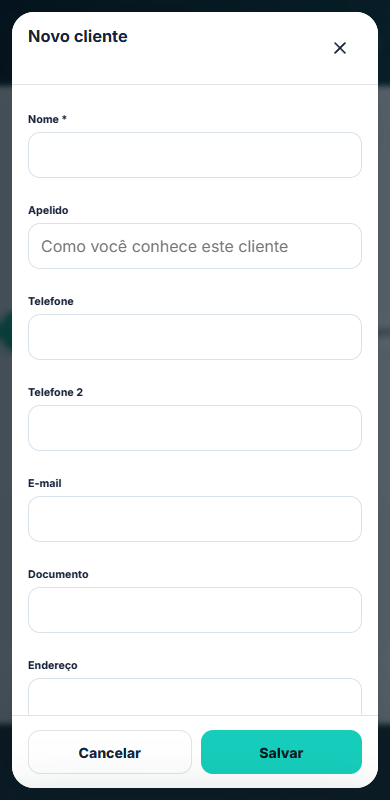 Novo cliente
Nome *
Apelido
Como você conhece este cliente
Telefone
Telefone 2
E-mail
Documento
Endereço
Cancelar
Salvar